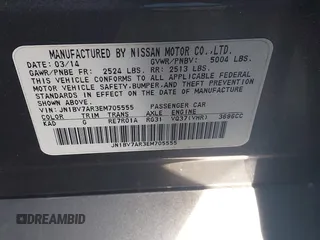 MANUFACTURED BY NISSAN MOTOR CO.,LTD.
DATE: 03/14 GVWR/PNBV: 5004 LBS.
GAWR/PNBE FR: 2524 LBS. RR: 2513 LBS.
THIS VEHICLE CONFORMS TO ALL APPLICABLE FEDERAL
MOTOR VEHICLE SAFETY, BUMPER, AND THEFT PREVENTION
STANDARDS IN EFFECT ON THE DATE OF MANUFACTURE
SHOWN ABOVE.
VIN: JN1BV7AR3EM705555 PASSENGER CAR
COLOR TRIM TRANS AXLE ENGINE
KAD G RE7R01A RG31 VQ37(VHR) 3696CC
JN1BV7AR3EM705555
DREAMBID